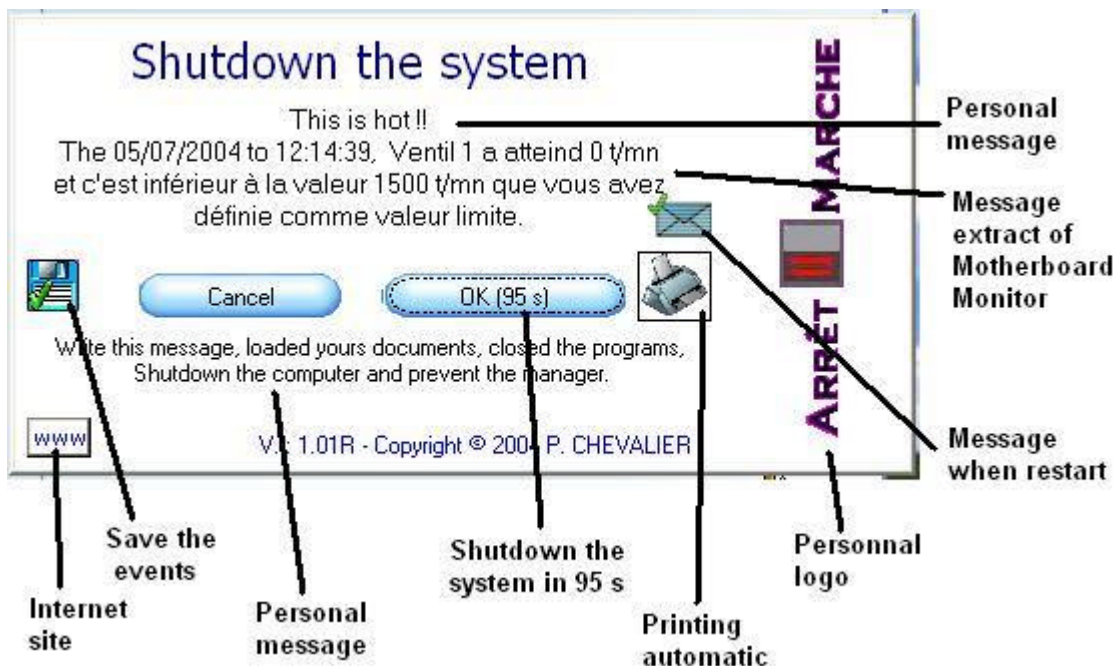 Shutdown the system
This is hot !!
The 05/07/2004 to 12:14:39, Ventil 1 a atteind 0 t/mn
et c'est inférieur à la valeur 1500 t/mn que vous avez
définie comme valeur limite.
Cancel
OK (95 s)
Write this message, loaded yours documents, closed the programs,
Shutdown the computer and prevent the manager.
www
V.: 1.01R - Copyright © 2004 P. CHEVALIER
ARRÊT MARCHE
Personal
message
Message
extract of
Motherboard
Monitor
Message
when restart
Personnal
logo
Printing
automatic
Shutdown the
system in 95 s
Personal
message
Save the
events
Internet
site